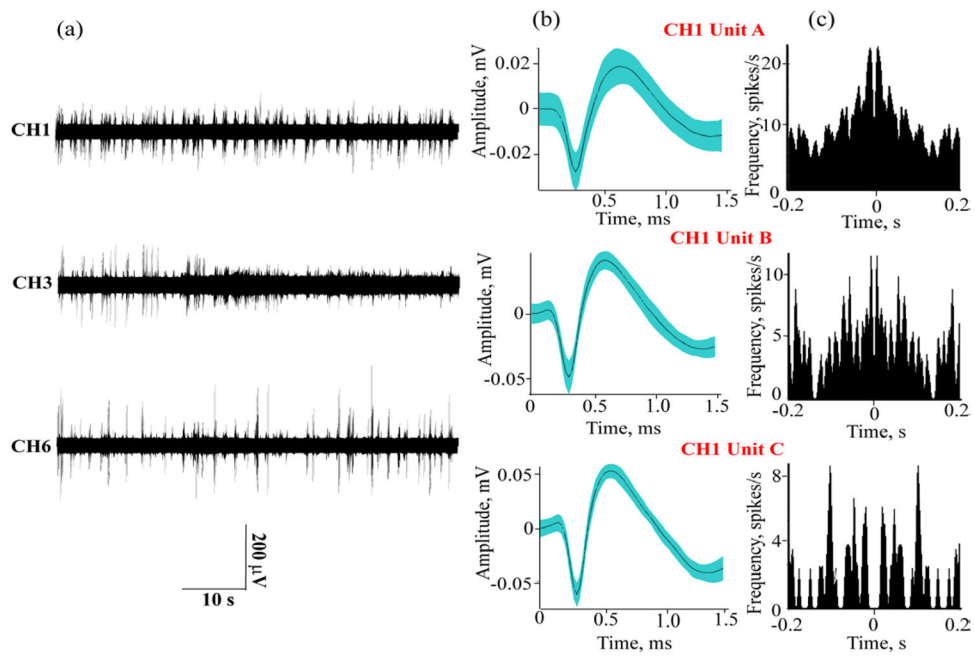 (a)
(b)
(c)
CH1
CH3
CH6
200 μV
10 s
CH1 Unit A
Amplitude, mV
0.02
0
-0.02
0.5
1.0
1.5
Time, ms
Frequency, spikes/s
20
10
0
-0.2
0
0.2
Time, s
CH1 Unit B
Amplitude, mV
0
-0.05
0
0.5
1.0
1.5
Time, ms
Frequency, spikes/s
10
5
0
-0.2
0
0.2
Time, s
CH1 Unit C
Amplitude, mV
0.05
0
-0.05
0
0.5
1.0
1.5
Time, ms
Frequency, spikes/s
8
4
0
-0.2
0
0.2
Time, s